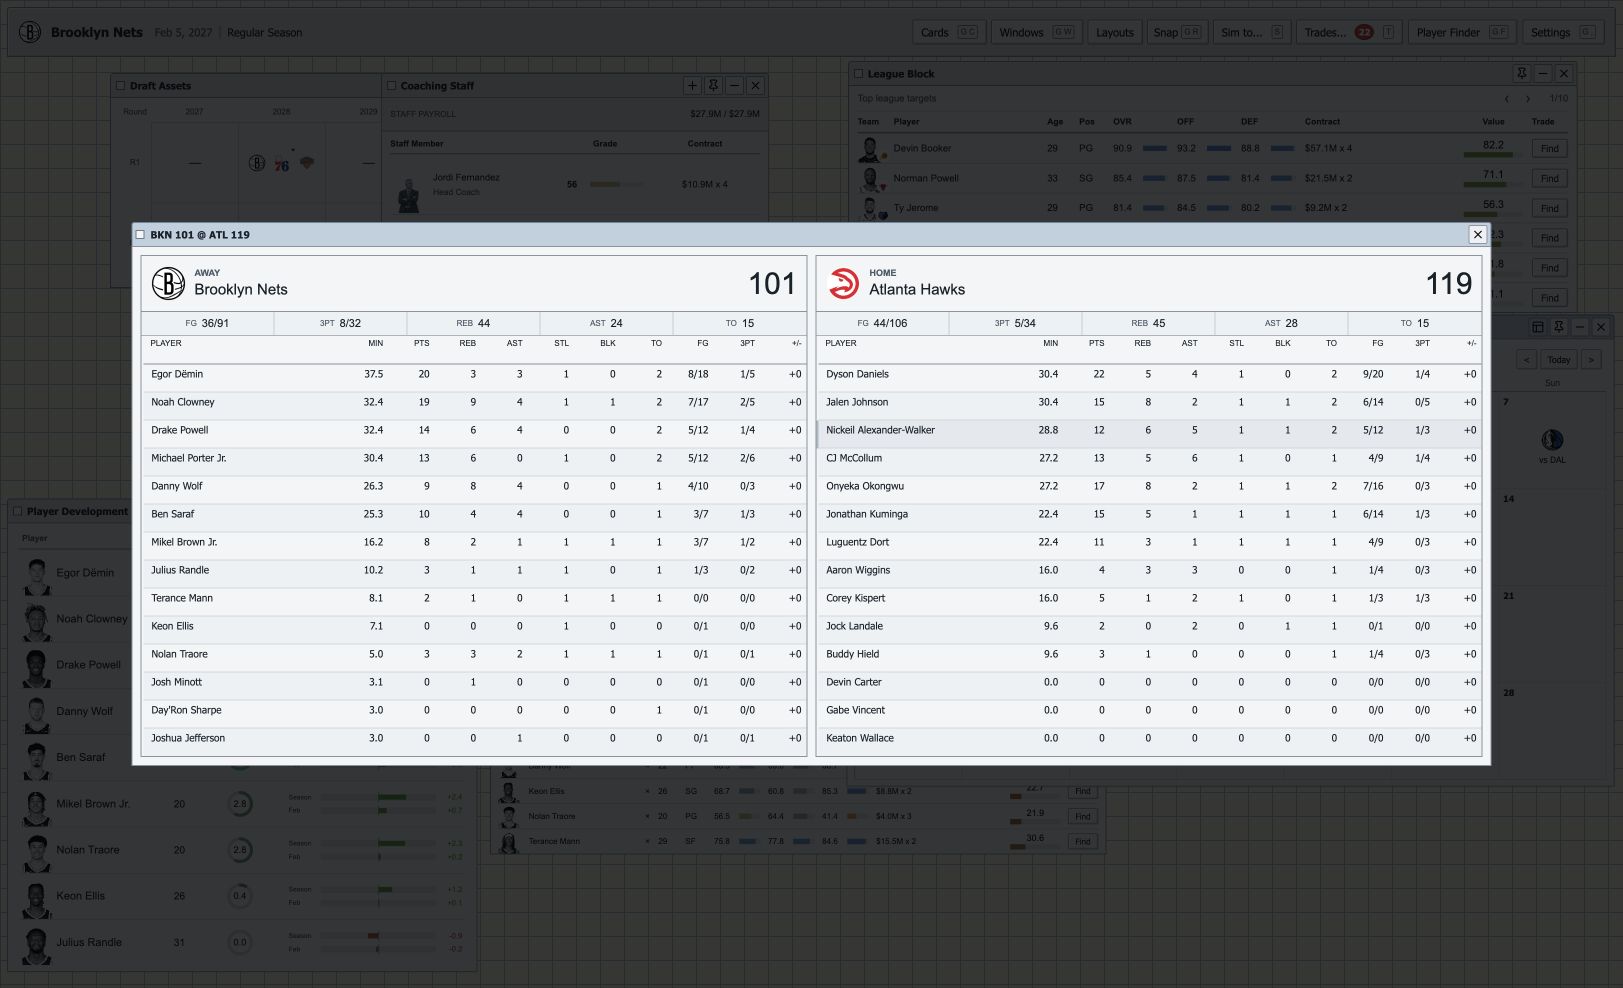 Brooklyn Nets Feb 5, 2027 | Regular Season
Cards G C Windows G W Layouts Snap G R Sim to... S Trades... 22 T Player Finder G F Settings G ,
Draft Assets
Round 2027 2028 2029
R1 — 76 —
Coaching Staff
STAFF PAYROLL $27.9M / $27.9M
Staff Member Grade Contract
Jordi Fernandez 56 $10.9M x 4
Head Coach
League Block
Top league targets 1/10
Team Player Age Pos OVR OFF DEF Contract Value Trade
Devin Booker 29 PG 90.9 93.2 88.8 $57.1M x 4 82.2 Find
Norman Powell 33 SG 85.4 87.5 81.4 $21.5M x 2 71.1 Find
Ty Jerome 29 PG 81.4 84.5 80.2 $9.2M x 2 56.3 Find
Find
Find
Find
BKN 101 @ ATL 119
AWAY
Brooklyn Nets 101
FG 36/91 3PT 8/32 REB 44 AST 24 TO 15
PLAYER MIN PTS REB AST STL BLK TO FG 3PT +/-
Egor Dëmin 37.5 20 3 3 1 0 2 8/18 1/5 +0
Noah Clowney 32.4 19 9 4 1 1 2 7/17 2/5 +0
Drake Powell 32.4 14 6 4 0 0 2 5/12 1/4 +0
Michael Porter Jr. 30.4 13 6 0 1 0 2 5/12 2/6 +0
Danny Wolf 26.3 9 8 4 0 0 1 4/10 0/3 +0
Ben Saraf 25.3 10 4 4 0 0 1 3/7 1/3 +0
Mikel Brown Jr. 16.2 8 2 1 1 1 1 3/7 1/2 +0
Julius Randle 10.2 3 1 1 1 0 1 1/3 0/2 +0
Terance Mann 8.1 2 1 0 1 1 1 0/0 0/0 +0
Keon Ellis 7.1 0 0 0 1 0 0 0/1 0/0 +0
Nolan Traore 5.0 3 3 2 1 1 1 0/1 0/1 +0
Josh Minott 3.1 0 1 0 0 0 0 0/1 0/0 +0
Day'Ron Sharpe 3.0 0 0 0 0 0 1 0/1 0/0 +0
Joshua Jefferson 3.0 0 0 1 0 0 0 0/1 0/1 +0
HOME
Atlanta Hawks 119
FG 44/106 3PT 5/34 REB 45 AST 28 TO 15
PLAYER MIN PTS REB AST STL BLK TO FG 3PT +/-
Dyson Daniels 30.4 22 5 4 1 0 2 9/20 1/4 +0
Jalen Johnson 30.4 15 8 2 1 1 2 6/14 0/5 +0
Nickeil Alexander-Walker 28.8 12 6 5 1 1 2 5/12 1/3 +0
CJ McCollum 27.2 13 5 6 1 0 1 4/9 1/4 +0
Onyeka Okongwu 27.2 17 8 2 1 1 2 7/16 0/3 +0
Jonathan Kuminga 22.4 15 5 1 1 1 1 6/14 1/3 +0
Luguentz Dort 22.4 11 3 1 1 1 1 4/9 0/3 +0
Aaron Wiggins 16.0 4 3 3 0 0 1 1/4 0/3 +0
Corey Kispert 16.0 5 1 2 1 0 1 1/3 1/3 +0
Jock Landale 9.6 2 0 2 0 1 1 0/1 0/0 +0
Buddy Hield 9.6 3 1 0 0 0 1 1/4 0/3 +0
Devin Carter 0.0 0 0 0 0 0 0 0/0 0/0 +0
Gabe Vincent 0.0 0 0 0 0 0 0 0/0 0/0 +0
Keaton Wallace 0.0 0 0 0 0 0 0 0/0 0/0 +0
< Today >
Sun
7
vs DAL
14
21
28
Player Development
Player
Egor Dëmin
Noah Clowney
Drake Powell
Danny Wolf
Ben Saraf
Mikel Brown Jr. 20 2.8 Season +2.4
Feb +0.7
Nolan Traore 20 2.8 Season +2.3
Feb +0.2
Keon Ellis 26 0.4 Season +1.2
Feb +0.1
Julius Randle 31 0.0 Season -0.9
Feb -0.2
Keon Ellis × 26 SG 68.7 60.8 85.3 $8.8M x 2 22.7 Find
Nolan Traore × 20 PG 56.5 64.4 41.4 $4.0M x 3 21.9 Find
Terance Mann × 29 SF 75.8 77.8 84.6 $15.5M x 2 30.6 Find